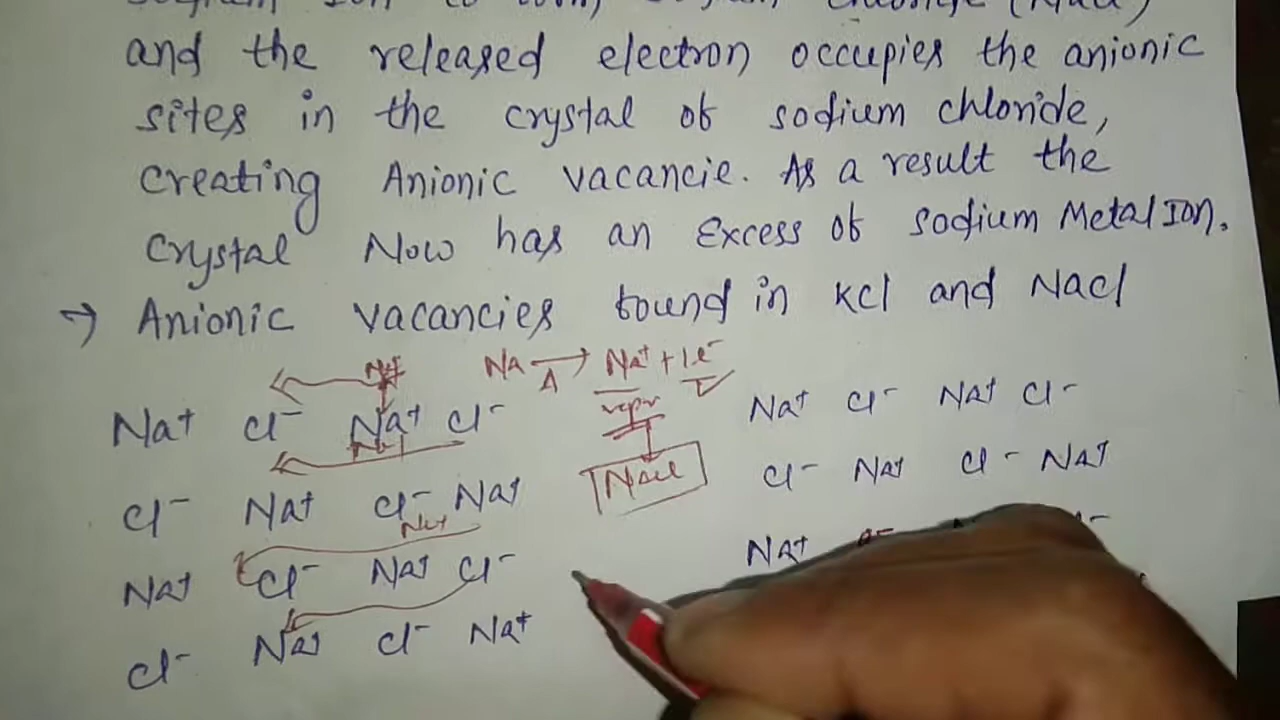 and the released electron occupies the anionic
sites in the crystal of sodium chloride,
creating Anionic vacancie. As a result the
Crystal Now has an Excess of sodium Metal Ion.
→ Anionic vacancies found in KCl and NaCl
Na → Na⁺ + 1e⁻
Δ
NaCl
Na⁺ Cl⁻ Na⁺ Cl⁻
Cl⁻ Na⁺ Cl⁻ Na⁺
Na⁺ Cl⁻ Na⁺ Cl⁻
Cl⁻ Na⁺ Cl⁻ Na⁺
Na⁺ Cl⁻ Na⁺ Cl⁻
Cl⁻ Na⁺ Cl⁻ Na⁺
Na⁺